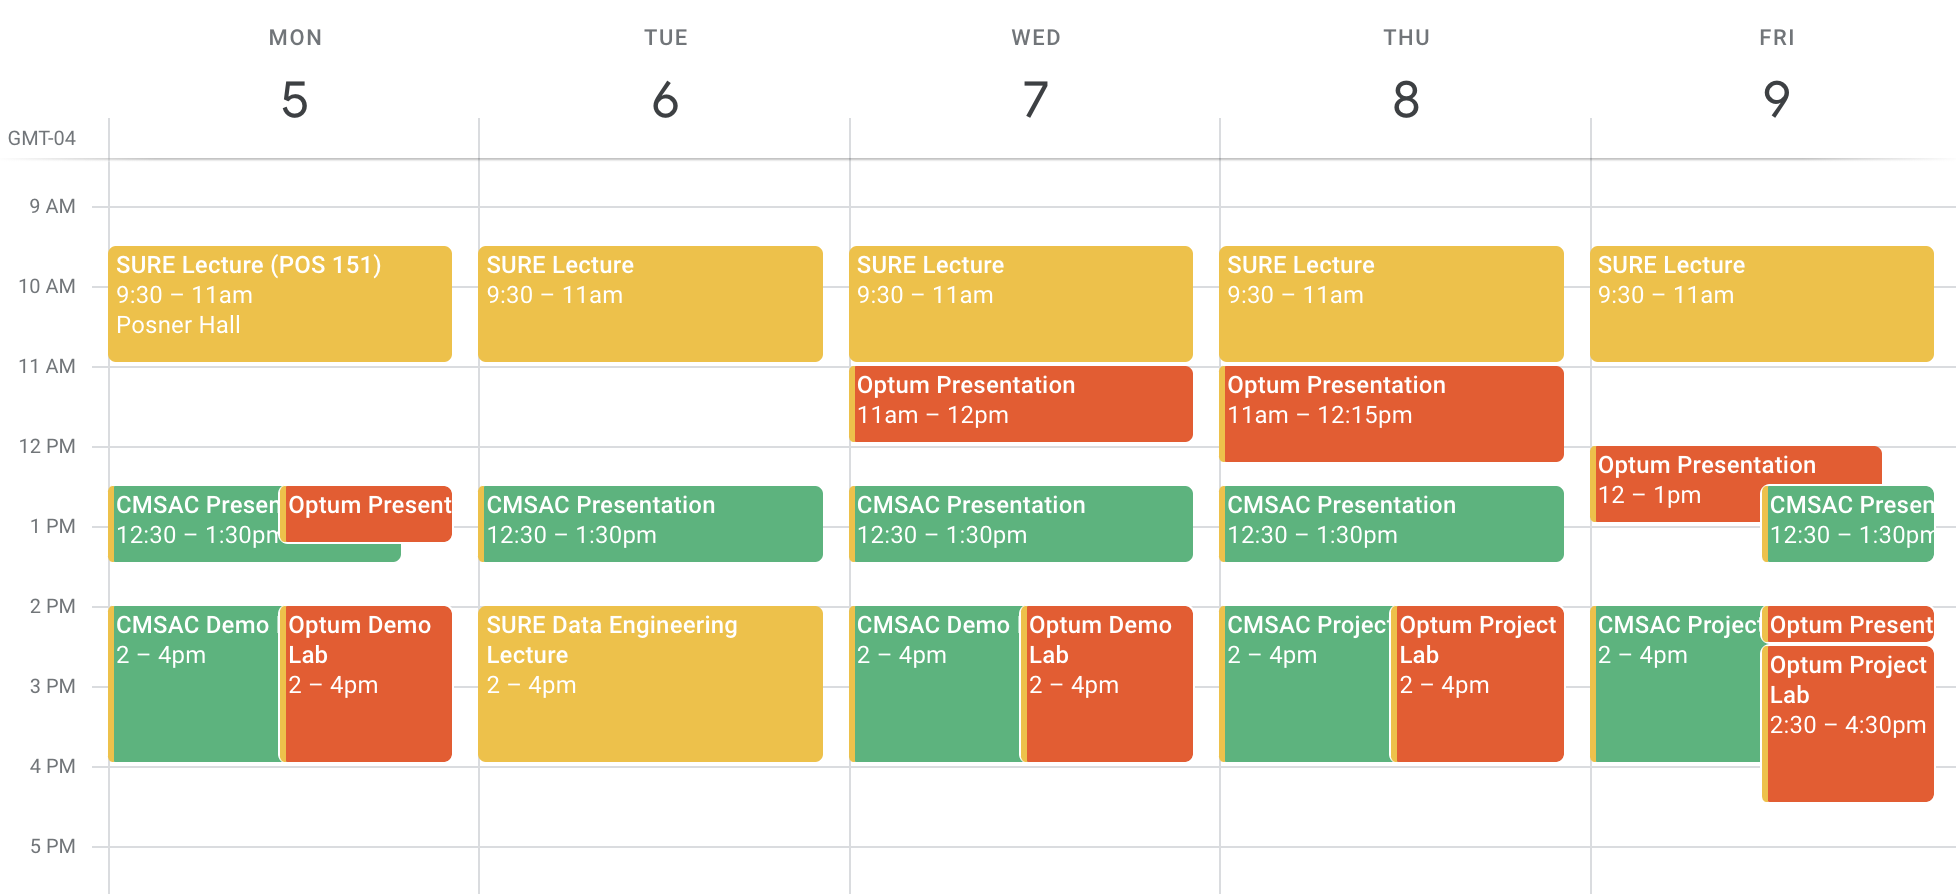 MON
TUE
WED
THU
FRI
5
6
7
8
9
GMT-04
9 AM
10 AM
11 AM
12 PM
1 PM
2 PM
3 PM
4 PM
5 PM
SURE Lecture (POS 151)
9:30 – 11am
Posner Hall
CMSAC Presen
12:30 – 1:30pm
Optum Present
CMSAC Demo
2 – 4pm
Optum Demo
Lab
2 – 4pm
SURE Lecture
9:30 – 11am
CMSAC Presentation
12:30 – 1:30pm
SURE Data Engineering
Lecture
2 – 4pm
SURE Lecture
9:30 – 11am
Optum Presentation
11am – 12pm
CMSAC Presentation
12:30 – 1:30pm
CMSAC Demo
2 – 4pm
Optum Demo
Lab
2 – 4pm
SURE Lecture
9:30 – 11am
Optum Presentation
11am – 12:15pm
CMSAC Presentation
12:30 – 1:30pm
CMSAC Project
2 – 4pm
Optum Project
Lab
2 – 4pm
SURE Lecture
9:30 – 11am
Optum Presentation
12 – 1pm
CMSAC Presen
12:30 – 1:30pm
CMSAC Project
2 – 4pm
Optum Present
Optum Project
Lab
2:30 – 4:30pm